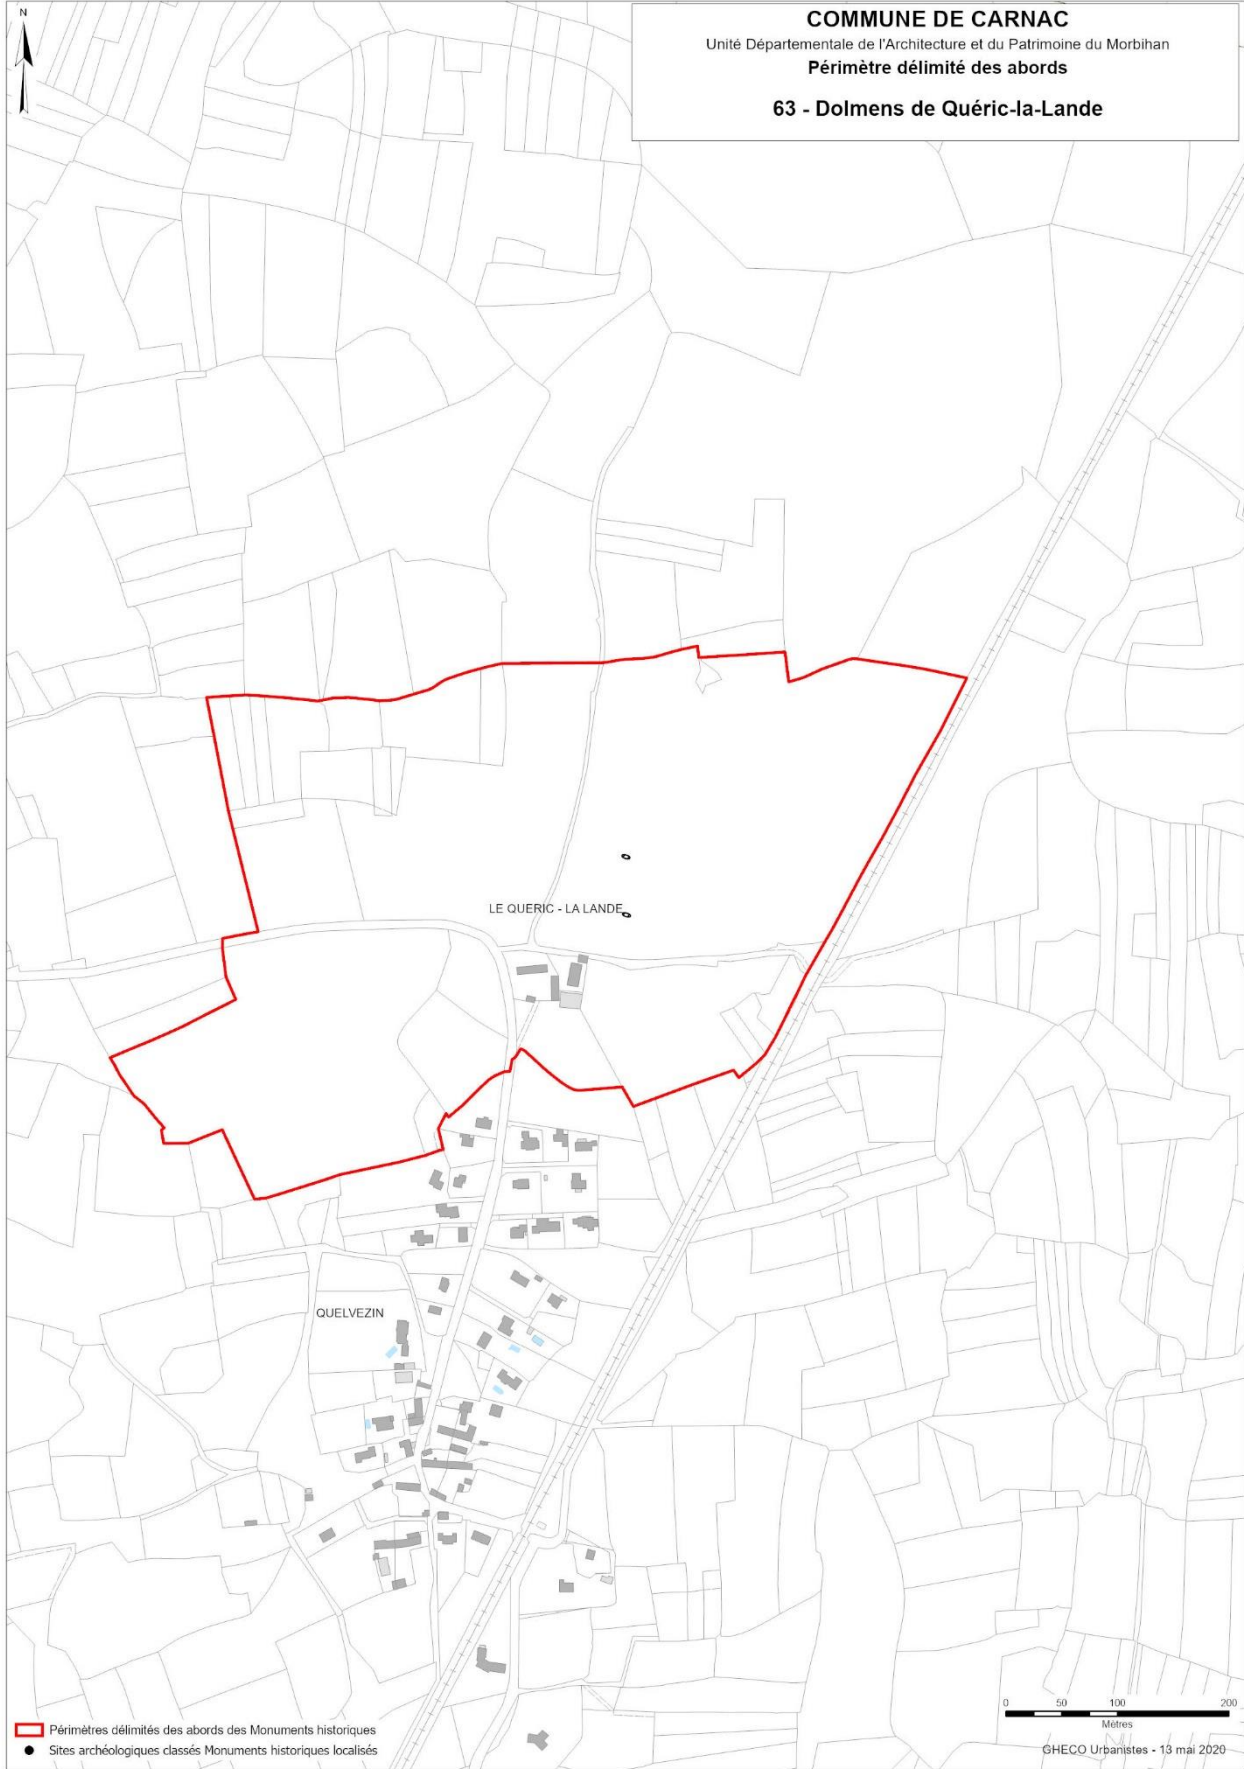 N
COMMUNE DE CARNAC
Unité Départementale de l'Architecture et du Patrimoine du Morbihan
Périmètre délimité des abords
63 - Dolmens de Quéric-la-Lande
LE QUERIC - LA LANDE
QUELVEZIN
0 50 100 200
Mètres
Périmètres délimités des abords des Monuments historiques
Sites archéologiques classés Monuments historiques localisés
GHECO Urbanistes - 13 mai 2020